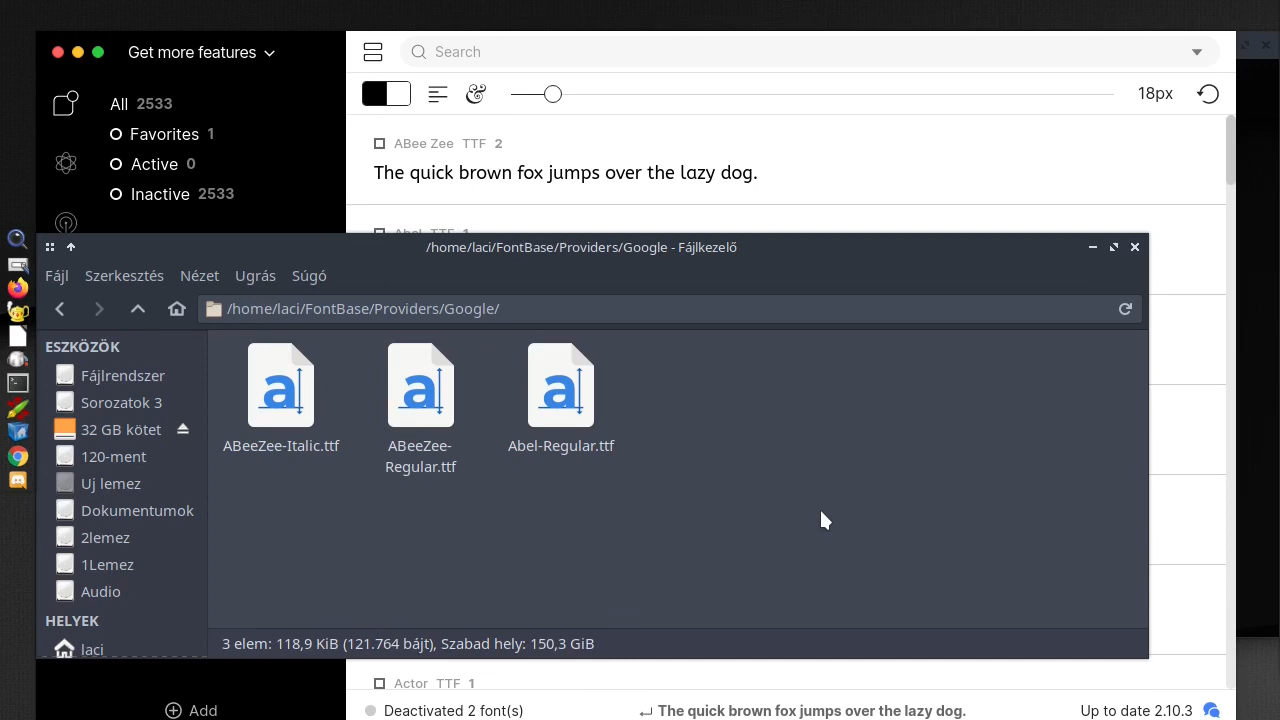 Get more features
Search
18px
All 2533
Favorites 1
Active 0
Inactive 2533
ABee Zee TTF 2
The quick brown fox jumps over the lazy dog.
Abel TTF 1
/home/laci/FontBase/Providers/Google - Fájlkezelő
Fájl Szerkesztés Nézet Ugrás Súgó
/home/laci/FontBase/Providers/Google/
ESZKÖZÖK
Fájlrendszer
Sorozatok 3
32 GB kötet
120-ment
Uj lemez
Dokumentumok
2lemez
1Lemez
Audio
HELYEK
laci
ABeeZee-Italic.ttf
ABeeZee-
Regular.ttf
Abel-Regular.ttf
3 elem: 118,9 KiB (121.764 bájt), Szabad hely: 150,3 GiB
Actor TTF 1
Add
Deactivated 2 font(s)
The quick brown fox jumps over the lazy dog.
Up to date 2.10.3